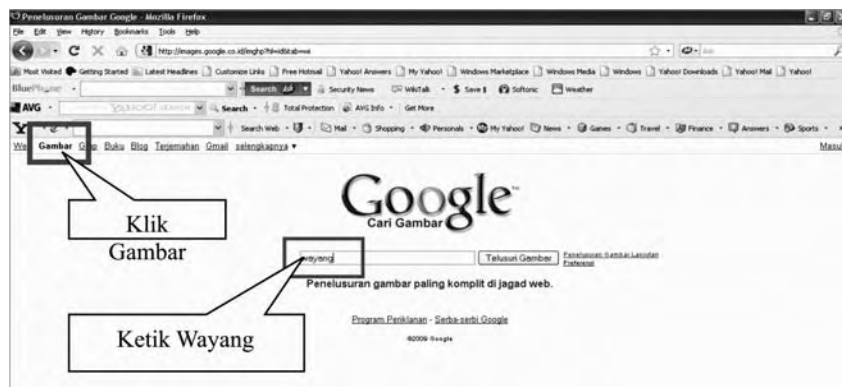 Penelusuran Gambar Google - Mozilla Firefox
File Edit View History Bookmarks Tools Help
http://images.google.co.id/imghp?hl=id&tab=wi
Most Visited Getting Started Latest Headlines Customize Links Free Hotmail Yahoo! Answers My Yahoo! Windows Marketplace Windows Media Windows Yahoo! Downloads Yahoo! Mail Yahoo!
Search Security News WikiTalk Save $ Softonic Weather
AVG Search Total Protection AVG Info Get More
Search Web Mail Shopping Personals My Yahoo! News Games Travel Finance Answers Sports
Gambar Buku Blog Terjemahan Gmail selengkapnya ▼
Klik
Gambar
Google™
Cari Gambar
wayang Telusuri Gambar Penelusuran Gambar Lanjutan
Preferensi
Penelusuran gambar paling komplit di jagad web.
Ketik Wayang
Program Periklanan - Serba-serbi Google
©2009 Google